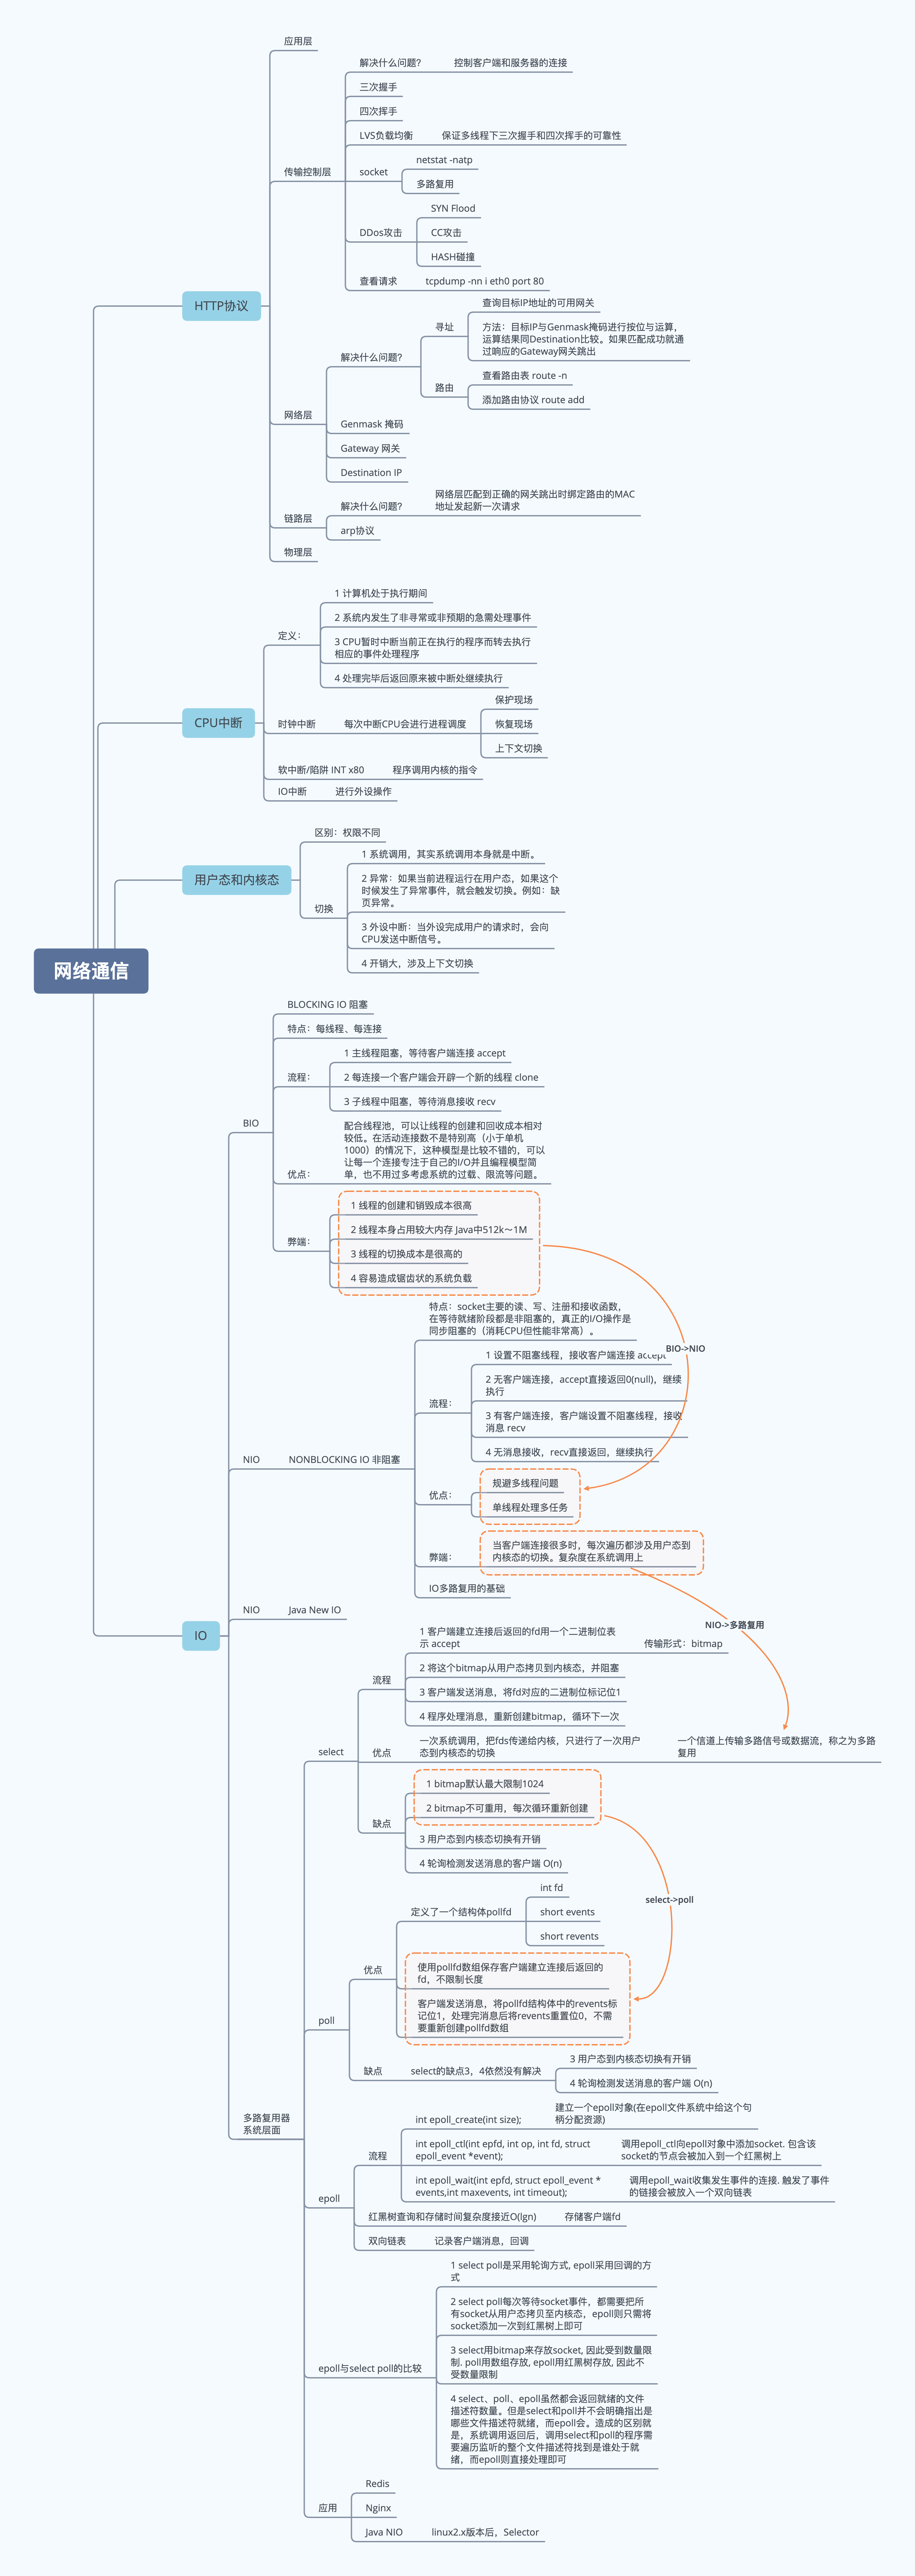 网络通信
HTTP协议
应用层
传输控制层
解决什么问题?
控制客户端和服务器的连接
三次握手
四次挥手
LVS负载均衡
保证多线程下三次握手和四次挥手的可靠性
socket
netstat -natp
多路复用
DDos攻击
SYN Flood
CC攻击
HASH碰撞
查看请求
tcpdump -nn i eth0 port 80
网络层
解决什么问题?
寻址
查询目标IP地址的可用网关
方法：目标IP与Genmask掩码进行按位与运算，
运算结果同Destination比较。如果匹配成功就通
过响应的Gateway网关跳出
路由
查看路由表 route -n
添加路由协议 route add
Genmask 掩码
Gateway 网关
Destination IP
链路层
解决什么问题?
网络层匹配到正确的网关跳出时绑定路由的MAC
地址发起新一次请求
arp协议
物理层
CPU中断
定义：
1 计算机处于执行期间
2 系统内发生了非寻常或非预期的急需处理事件
3 CPU暂时中断当前正在执行的程序而转去执行
相应的事件处理程序
4 处理完毕后返回原来被中断处继续执行
时钟中断
每次中断CPU会进行进程调度
保护现场
恢复现场
上下文切换
软中断/陷阱 INT x80
程序调用内核的指令
IO中断
进行外设操作
用户态和内核态
区别：权限不同
切换
1 系统调用，其实系统调用本身就是中断。
2 异常：如果当前进程运行在用户态，如果这个
时候发生了异常事件，就会触发切换。例如：缺
页异常。
3 外设中断：当外设完成用户的请求时，会向
CPU发送中断信号。
4 开销大，涉及上下文切换
IO
BIO
BLOCKING IO 阻塞
特点：每线程、每连接
流程：
1 主线程阻塞，等待客户端连接 accept
2 每连接一个客户端会开辟一个新的线程 clone
3 子线程中阻塞，等待消息接收 recv
优点：
配合线程池，可以让线程的创建和回收成本相对
较低。在活动连接数不是特别高（小于单机
1000）的情况下，这种模型是比较不错的，可以
让每一个连接专注于自己的I/O并且编程模型简
单，也不用过多考虑系统的过载、限流等问题。
弊端：
1 线程的创建和销毁成本很高
2 线程本身占用较大内存 Java中512k～1M
3 线程的切换成本是很高的
4 容易造成锯齿状的系统负载
BIO->NIO
NIO
NONBLOCKING IO 非阻塞
特点：socket主要的读、写、注册和接收函数，
在等待就绪阶段都是非阻塞的，真正的I/O操作是
同步阻塞的（消耗CPU但性能非常高）。
流程：
1 设置不阻塞线程，接收客户端连接 accept
2 无客户端连接，accept直接返回0(null)，继续
执行
3 有客户端连接，客户端设置不阻塞线程，接收
消息 recv
4 无消息接收，recv直接返回，继续执行
优点：
规避多线程问题
单线程处理多任务
弊端：
当客户端连接很多时，每次遍历都涉及用户态到
内核态的切换。复杂度在系统调用上
IO多路复用的基础
NIO->多路复用
NIO
Java New IO
多路复用器
系统层面
select
流程
1 客户端建立连接后返回的fd用一个二进制位表
示 accept
传输形式：bitmap
2 将这个bitmap从用户态拷贝到内核态，并阻塞
3 客户端发送消息，将fd对应的二进制位标记位1
4 程序处理消息，重新创建bitmap，循环下一次
优点
一次系统调用，把fds传递给内核，只进行了一次用户
态到内核态的切换
一个信道上传输多路信号或数据流，称之为多路
复用
缺点
1 bitmap默认最大限制1024
2 bitmap不可重用，每次循环重新创建
3 用户态到内核态切换有开销
4 轮询检测发送消息的客户端 O(n)
select->poll
poll
优点
定义了一个结构体pollfd
int fd
short events
short revents
使用pollfd数组保存客户端建立连接后返回的
fd，不限制长度
客户端发送消息，将pollfd结构体中的revents标
记位1，处理完消息后将revents重置位0，不需
要重新创建pollfd数组
缺点
select的缺点3，4依然没有解决
3 用户态到内核态切换有开销
4 轮询检测发送消息的客户端 O(n)
epoll
流程
int epoll_create(int size);
建立一个epoll对象(在epoll文件系统中给这个句
柄分配资源)
int epoll_ctl(int epfd, int op, int fd, struct
epoll_event *event);
调用epoll_ctl向epoll对象中添加socket. 包含该
socket的节点会被加入到一个红黑树上
int epoll_wait(int epfd, struct epoll_event *
events,int maxevents, int timeout);
调用epoll_wait收集发生事件的连接. 触发了事件
的链接会被放入一个双向链表
红黑树查询和存储时间复杂度接近O(lgn)
存储客户端fd
双向链表
记录客户端消息，回调
epoll与select poll的比较
1 select poll是采用轮询方式, epoll采用回调的方
式
2 select poll每次等待socket事件，都需要把所
有socket从用户态拷贝至内核态，epoll则只需将
socket添加一次到红黑树上即可
3 select用bitmap来存放socket, 因此受到数量限
制. poll用数组存放, epoll用红黑树存放, 因此不
受数量限制
4 select、poll、epoll虽然都会返回就绪的文件
描述符数量。但是select和poll并不会明确指出是
哪些文件描述符就绪，而epoll会。造成的区别就
是，系统调用返回后，调用select和poll的程序需
要遍历监听的整个文件描述符找到是谁处于就
绪，而epoll则直接处理即可
应用
Redis
Nginx
Java NIO
linux2.x版本后，Selector